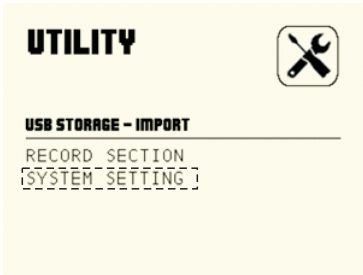 UTILITY
USB STORAGE – IMPORT
RECORD SECTION
SYSTEM SETTING